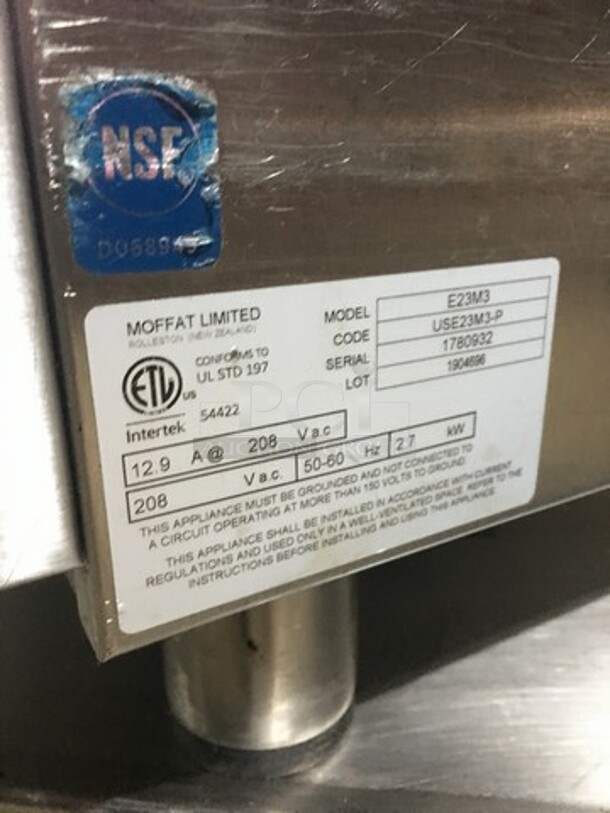 NSF
MOFFAT LIMITED
ROLLESTON (NEW ZEALAND)
ETL US
CONFORMS TO
UL STD 197
Intertek
54422
MODEL E23M3
CODE USE23M3-P
SERIAL 1780932
LOT 1904696
12.9 A @ 208 V a.c
208 V a.c. 50-60 Hz 2.7 kW
THIS APPLIANCE MUST BE GROUNDED AND NOT CONNECTED TO
A CIRCUIT OPERATING AT MORE THAN 150 VOLTS TO GROUND.
THIS APPLIANCE SHALL BE INSTALLED IN ACCORDANCE WITH CURRENT
REGULATIONS AND USED ONLY IN A WELL-VENTILATED SPACE. REFER TO THE
INSTRUCTIONS BEFORE INSTALLING AND USING THIS APPLIANCE.